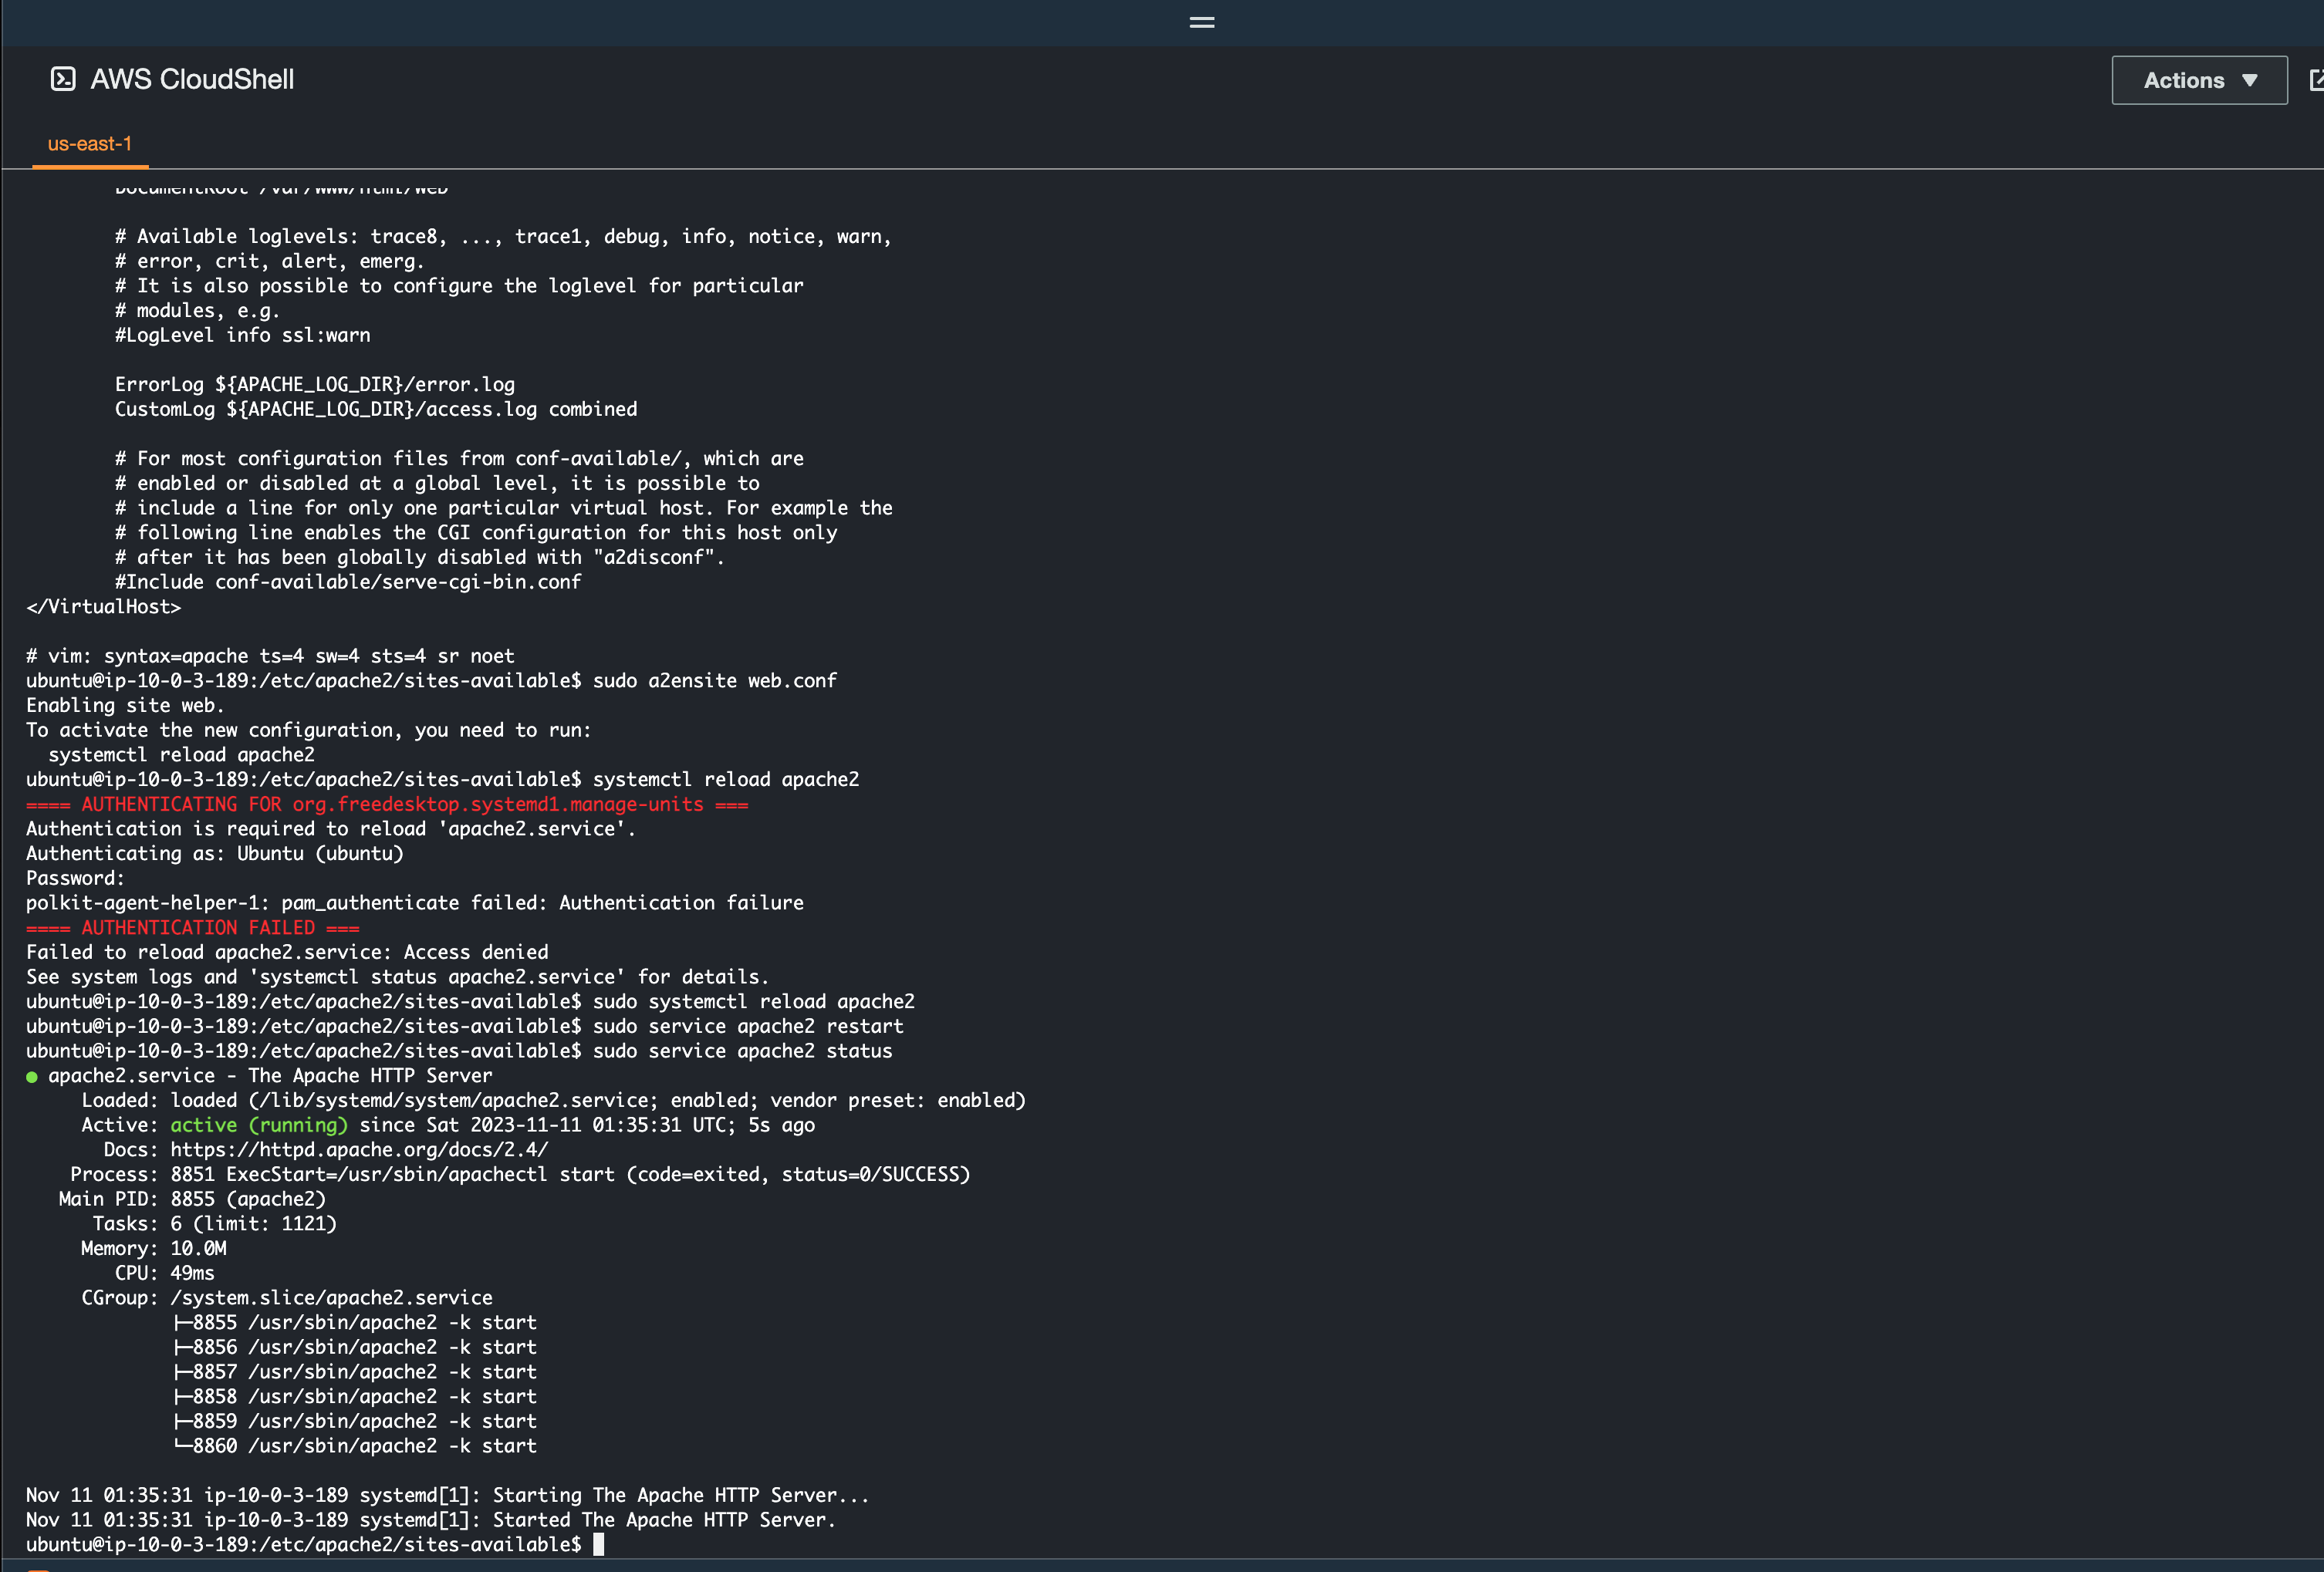 AWS CloudShell
Actions
us-east-1
DocumentRoot /var/www/html/web
# Available loglevels: trace8, ..., trace1, debug, info, notice, warn,
# error, crit, alert, emerg.
# It is also possible to configure the loglevel for particular
# modules, e.g.
#LogLevel info ssl:warn
ErrorLog ${APACHE_LOG_DIR}/error.log
CustomLog ${APACHE_LOG_DIR}/access.log combined
# For most configuration files from conf-available/, which are
# enabled or disabled at a global level, it is possible to
# include a line for only one particular virtual host. For example the
# following line enables the CGI configuration for this host only
# after it has been globally disabled with "a2disconf".
#Include conf-available/serve-cgi-bin.conf
</VirtualHost>
# vim: syntax=apache ts=4 sw=4 sts=4 sr noet
ubuntu@ip-10-0-3-189:/etc/apache2/sites-available$ sudo a2ensite web.conf
Enabling site web.
To activate the new configuration, you need to run:
systemctl reload apache2
ubuntu@ip-10-0-3-189:/etc/apache2/sites-available$ systemctl reload apache2
==== AUTHENTICATING FOR org.freedesktop.systemd1.manage-units ===
Authentication is required to reload 'apache2.service'.
Authenticating as: Ubuntu (ubuntu)
Password:
polkit-agent-helper-1: pam_authenticate failed: Authentication failure
==== AUTHENTICATION FAILED ===
Failed to reload apache2.service: Access denied
See system logs and 'systemctl status apache2.service' for details.
ubuntu@ip-10-0-3-189:/etc/apache2/sites-available$ sudo systemctl reload apache2
ubuntu@ip-10-0-3-189:/etc/apache2/sites-available$ sudo service apache2 restart
ubuntu@ip-10-0-3-189:/etc/apache2/sites-available$ sudo service apache2 status
● apache2.service - The Apache HTTP Server
Loaded: loaded (/lib/systemd/system/apache2.service; enabled; vendor preset: enabled)
Active: active (running) since Sat 2023-11-11 01:35:31 UTC; 5s ago
Docs: https://httpd.apache.org/docs/2.4/
Process: 8851 ExecStart=/usr/sbin/apachectl start (code=exited, status=0/SUCCESS)
Main PID: 8855 (apache2)
Tasks: 6 (limit: 1121)
Memory: 10.0M
CPU: 49ms
CGroup: /system.slice/apache2.service
├─8855 /usr/sbin/apache2 -k start
├─8856 /usr/sbin/apache2 -k start
├─8857 /usr/sbin/apache2 -k start
├─8858 /usr/sbin/apache2 -k start
├─8859 /usr/sbin/apache2 -k start
└─8860 /usr/sbin/apache2 -k start
Nov 11 01:35:31 ip-10-0-3-189 systemd[1]: Starting The Apache HTTP Server...
Nov 11 01:35:31 ip-10-0-3-189 systemd[1]: Started The Apache HTTP Server.
ubuntu@ip-10-0-3-189:/etc/apache2/sites-available$